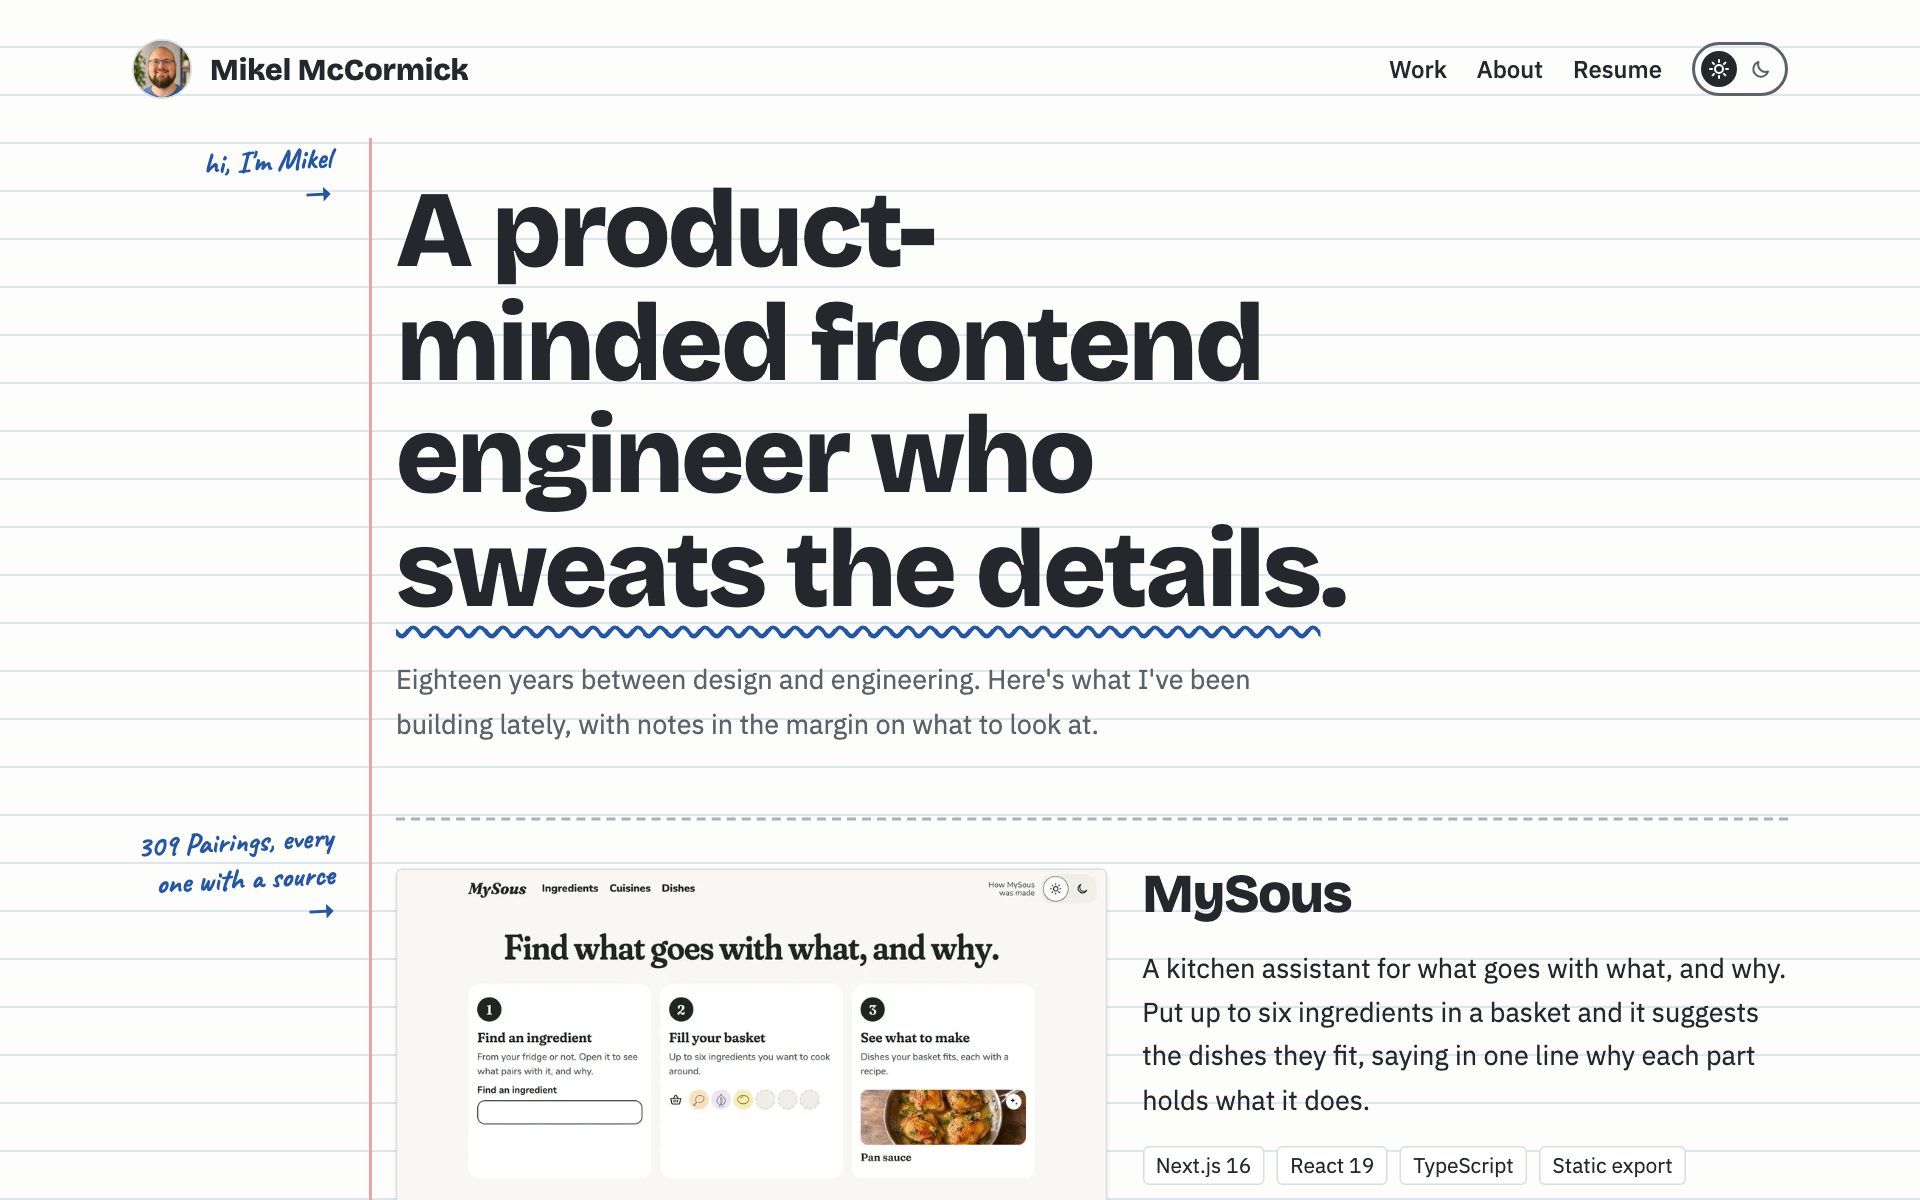 Mikel McCormick
Work
About
Resume
hi, I'm Mikel
→
A product-
minded frontend
engineer who
sweats the details.
Eighteen years between design and engineering. Here's what I've been
building lately, with notes in the margin on what to look at.
309 Pairings, every
one with a source
→
MySous
Ingredients
Cuisines
Dishes
How MySous
was made
Find what goes with what, and why.
1
Find an ingredient
From your fridge or not. Open it to see
what pairs with it, and why.
Find an ingredient
2
Fill your basket
Up to six ingredients you want to cook
around.
3
See what to make
Dishes your basket fits, each with a
recipe.
Pan sauce
MySous
A kitchen assistant for what goes with what, and why.
Put up to six ingredients in a basket and it suggests
the dishes they fit, saying in one line why each part
holds what it does.
Next.js 16
React 19
TypeScript
Static export